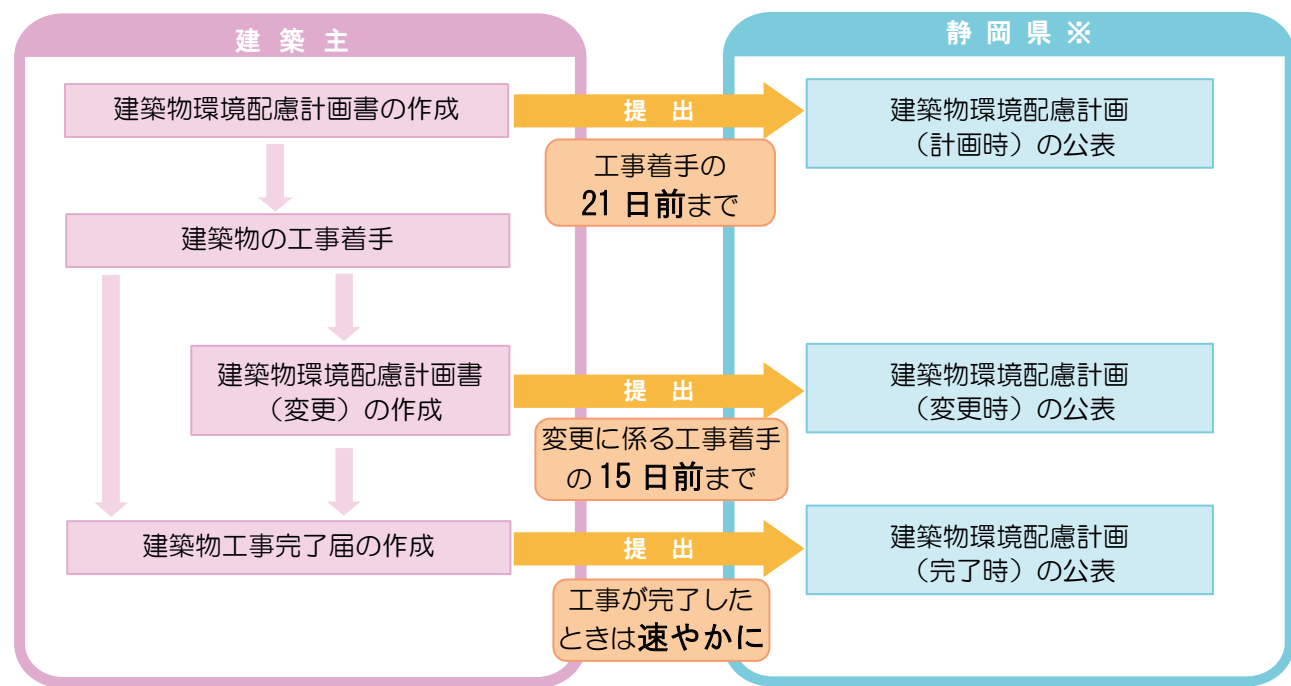 建築主
静岡県※
建築物環境配慮計画書の作成
提出
工事着手の
21日前まで
建築物環境配慮計画
（計画時）の公表
建築物の工事着手
建築物環境配慮計画書
（変更）の作成
提出
変更に係る工事着手
の15日前まで
建築物環境配慮計画
（変更時）の公表
建築物工事完了届の作成
提出
工事が完了した
ときは速やかに
建築物環境配慮計画
（完了時）の公表